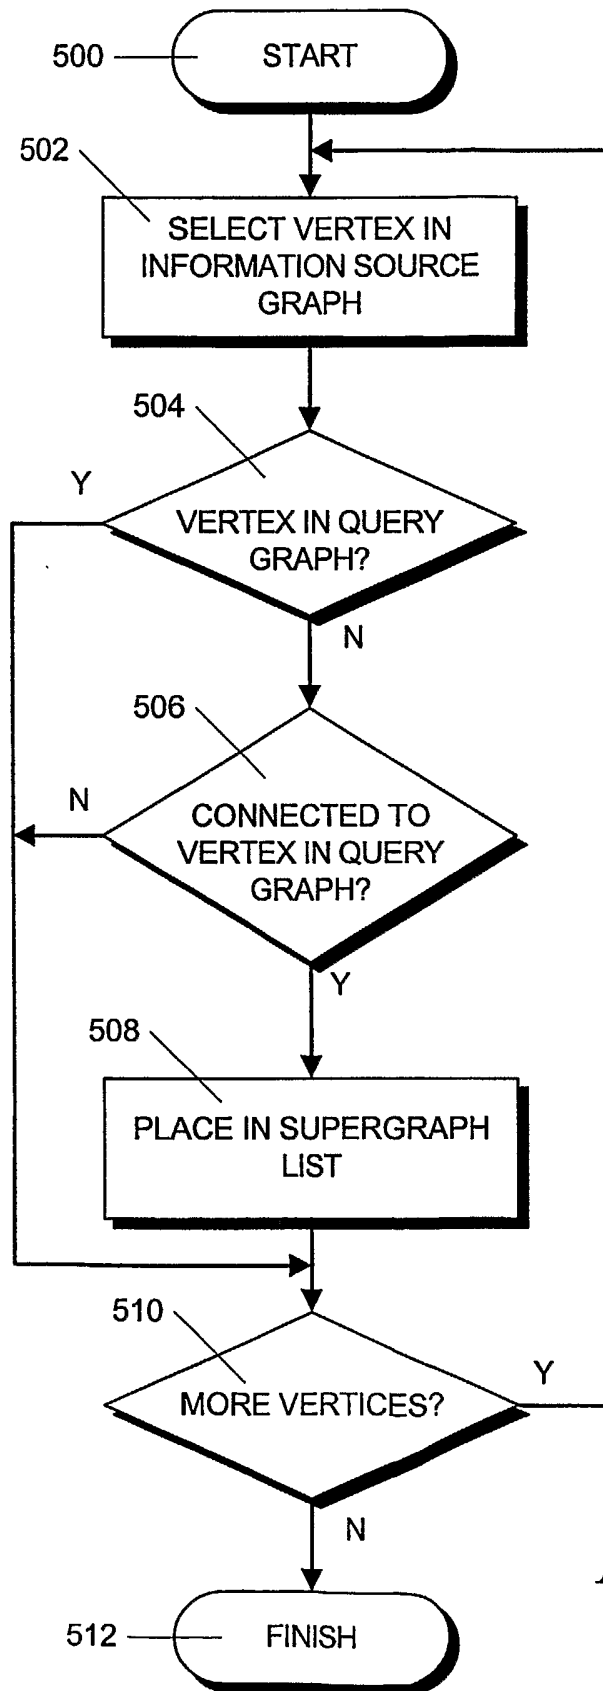 500
START
502
SELECT VERTEX IN
INFORMATION SOURCE
GRAPH
504
Y
VERTEX IN QUERY
GRAPH?
N
506
N
CONNECTED TO
VERTEX IN QUERY
GRAPH?
Y
508
PLACE IN SUPERGRAPH
LIST
510
MORE VERTICES?
Y
N
512
FINISH